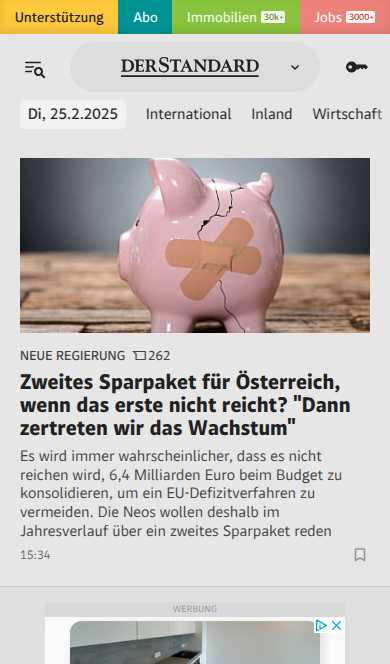 Unterstützung Abo Immobilien 30k+ Jobs 3000+
DERSTANDARD
Di, 25.2.2025 International Inland Wirtschaft
NEUE REGIERUNG 262
Zweites Sparpaket für Österreich,
wenn das erste nicht reicht? "Dann
zertreten wir das Wachstum"
Es wird immer wahrscheinlicher, dass es nicht
reichen wird, 6,4 Milliarden Euro beim Budget zu
konsolidieren, um ein EU-Defizitverfahren zu
vermeiden. Die Neos wollen deshalb im
Jahresverlauf über ein zweites Sparpaket reden
15:34
WERBUNG